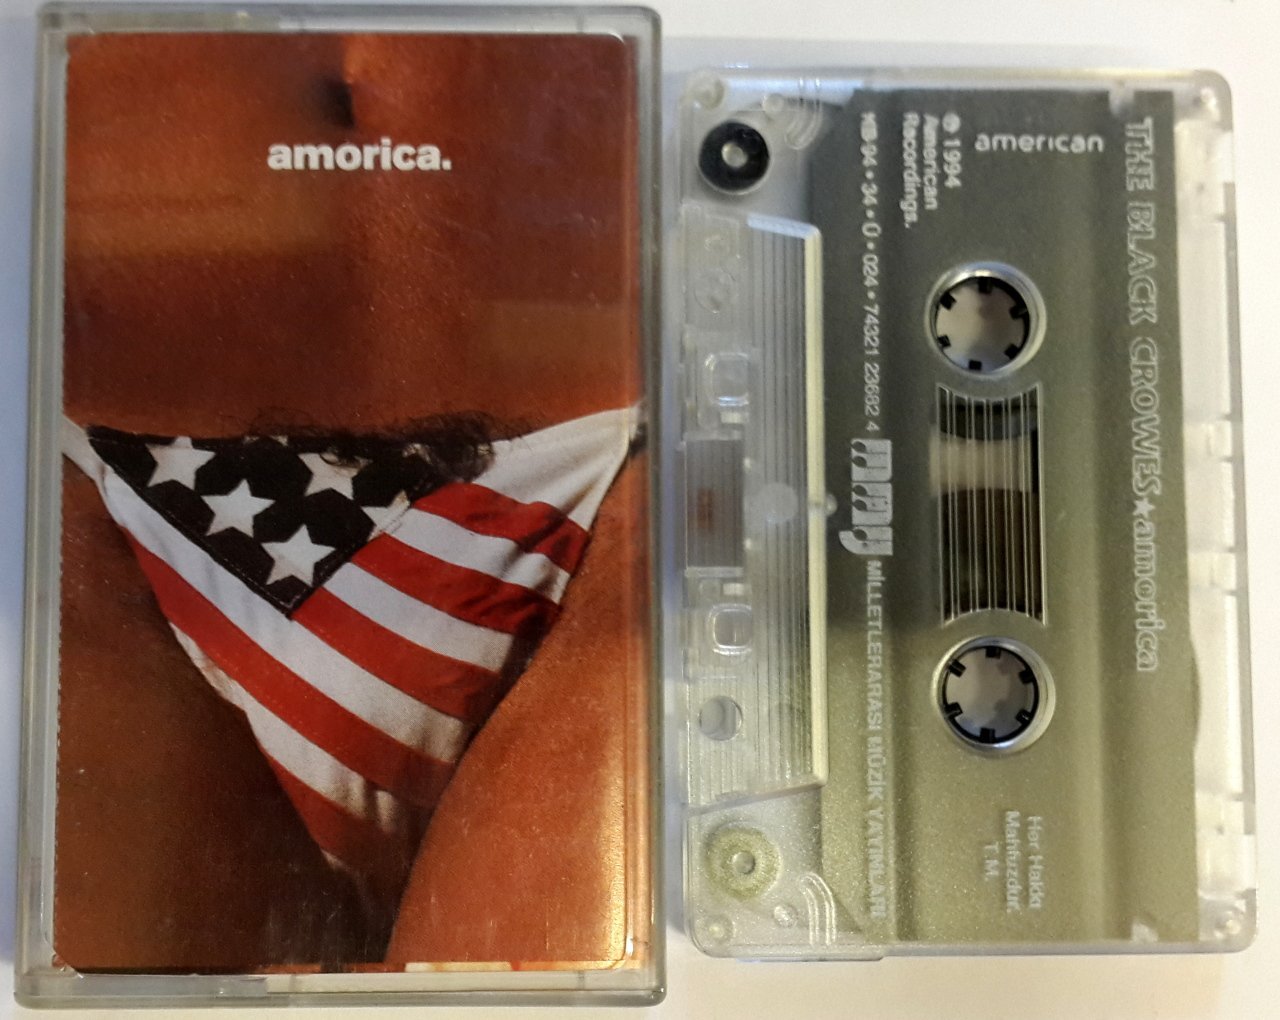 amorica.
THE BLACK CROWES★amorica
american
℗ 1994
American
Recordings.
MB 94 • 34 • Ü • 024 • 74321 23682 4
mmy MİLLETLERARASI MÜZİK YAYINLARI
Her Hakkı
Mahfuzdur.
T.M.